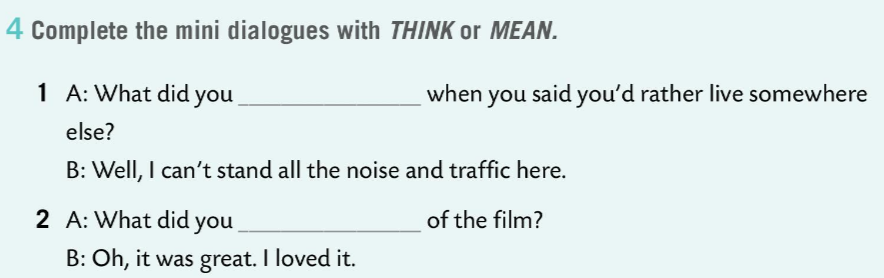 4 Complete the mini dialogues with THINK or MEAN.
1 A: What did you ______________ when you said you’d rather live somewhere
else?
B: Well, I can’t stand all the noise and traffic here.
2 A: What did you ______________ of the film?
B: Oh, it was great. I loved it.